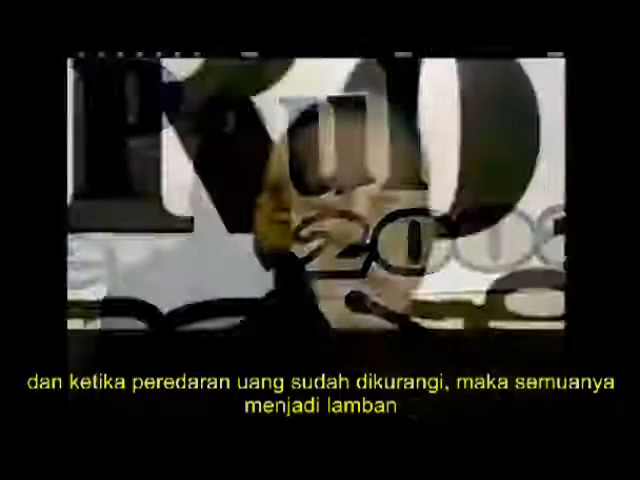 dan ketika peredaran uang sudah dikurangi, maka semuanya
menjadi lamban